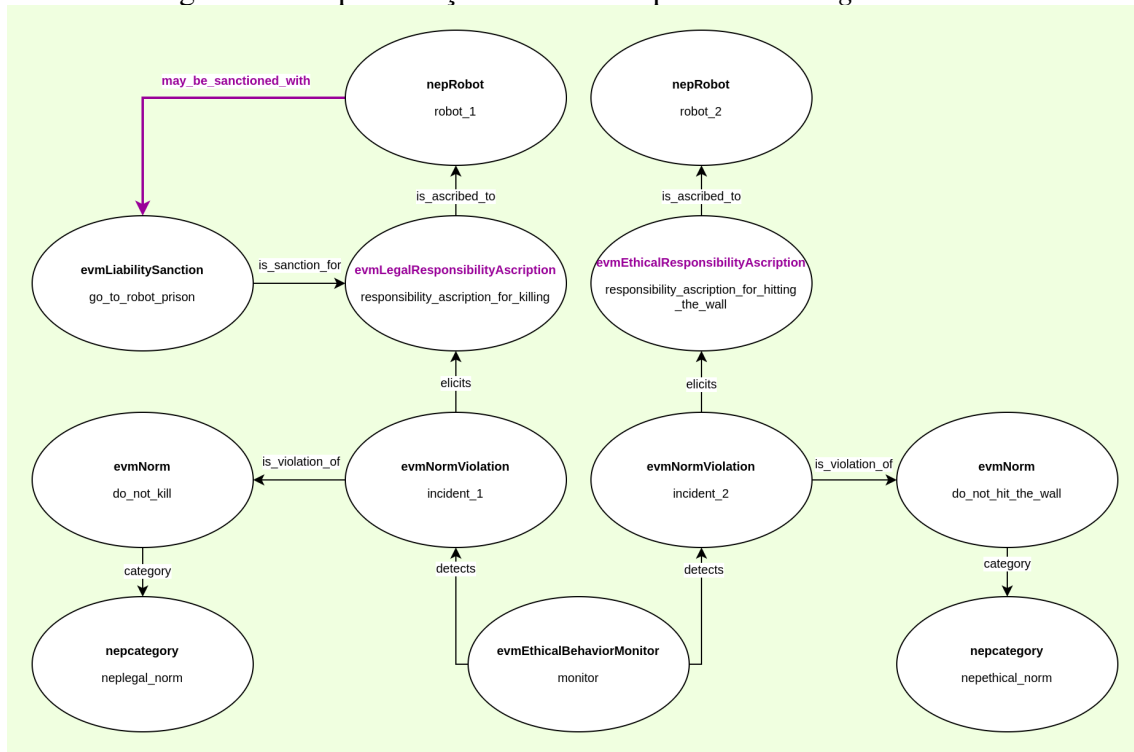 may_be_sanctioned_with
nepRobot
robot_1
nepRobot
robot_2
is_ascribed_to
is_ascribed_to
evmLiabilitySanction
go_to_robot_prison
is_sanction_for
evmLegalResponsibilityAscription
responsibility_ascription_for_killing
evmEthicalResponsibilityAscription
responsibility_ascription_for_hitting
_the_wall
elicits
elicits
evmNorm
do_not_kill
is_violation_of
evmNormViolation
incident_1
evmNormViolation
incident_2
is_violation_of
evmNorm
do_not_hit_the_wall
category
detects
detects
category
nepcategory
neplegal_norm
evmEthicalBehaviorMonitor
monitor
nepcategory
nepethical_norm